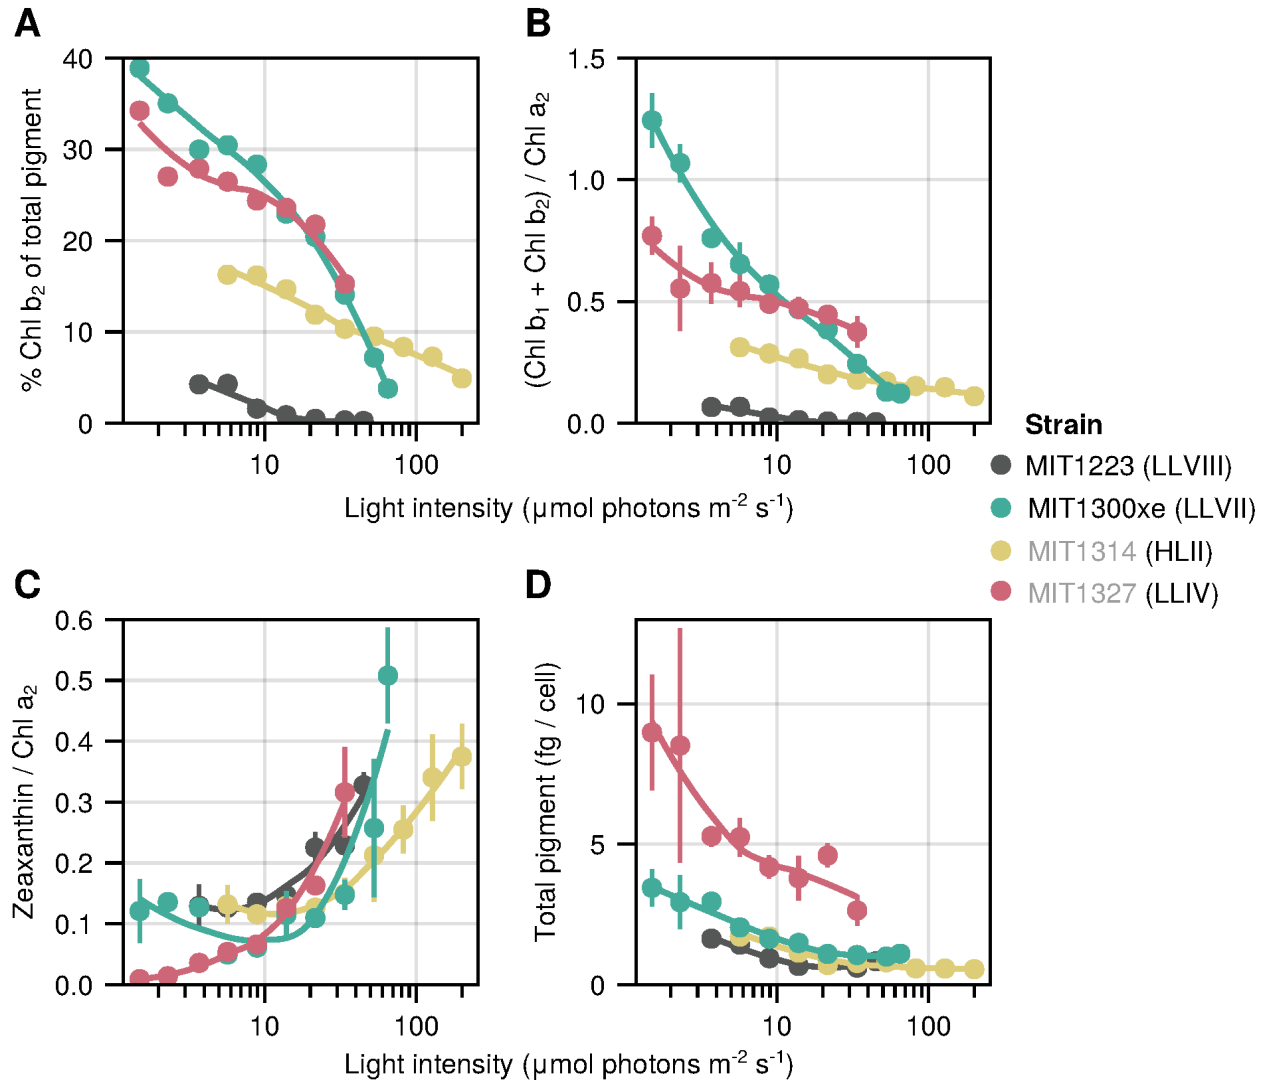 A
% Chl b₂ of total pigment
40
30
20
10
0
10
100
B
(Chl b₁ + Chl b₂) / Chl a₂
1.5
1.0
0.5
0.0
10
100
Light intensity (µmol photons m⁻² s⁻¹)
Strain
MIT1223 (LLVIII)
MIT1300xe (LLVII)
MIT1314 (HLII)
MIT1327 (LLIV)
C
Zeaxanthin / Chl a₂
0.6
0.5
0.4
0.3
0.2
0.1
0.0
10
100
D
Total pigment (fg / cell)
10
5
0
10
100
Light intensity (µmol photons m⁻² s⁻¹)